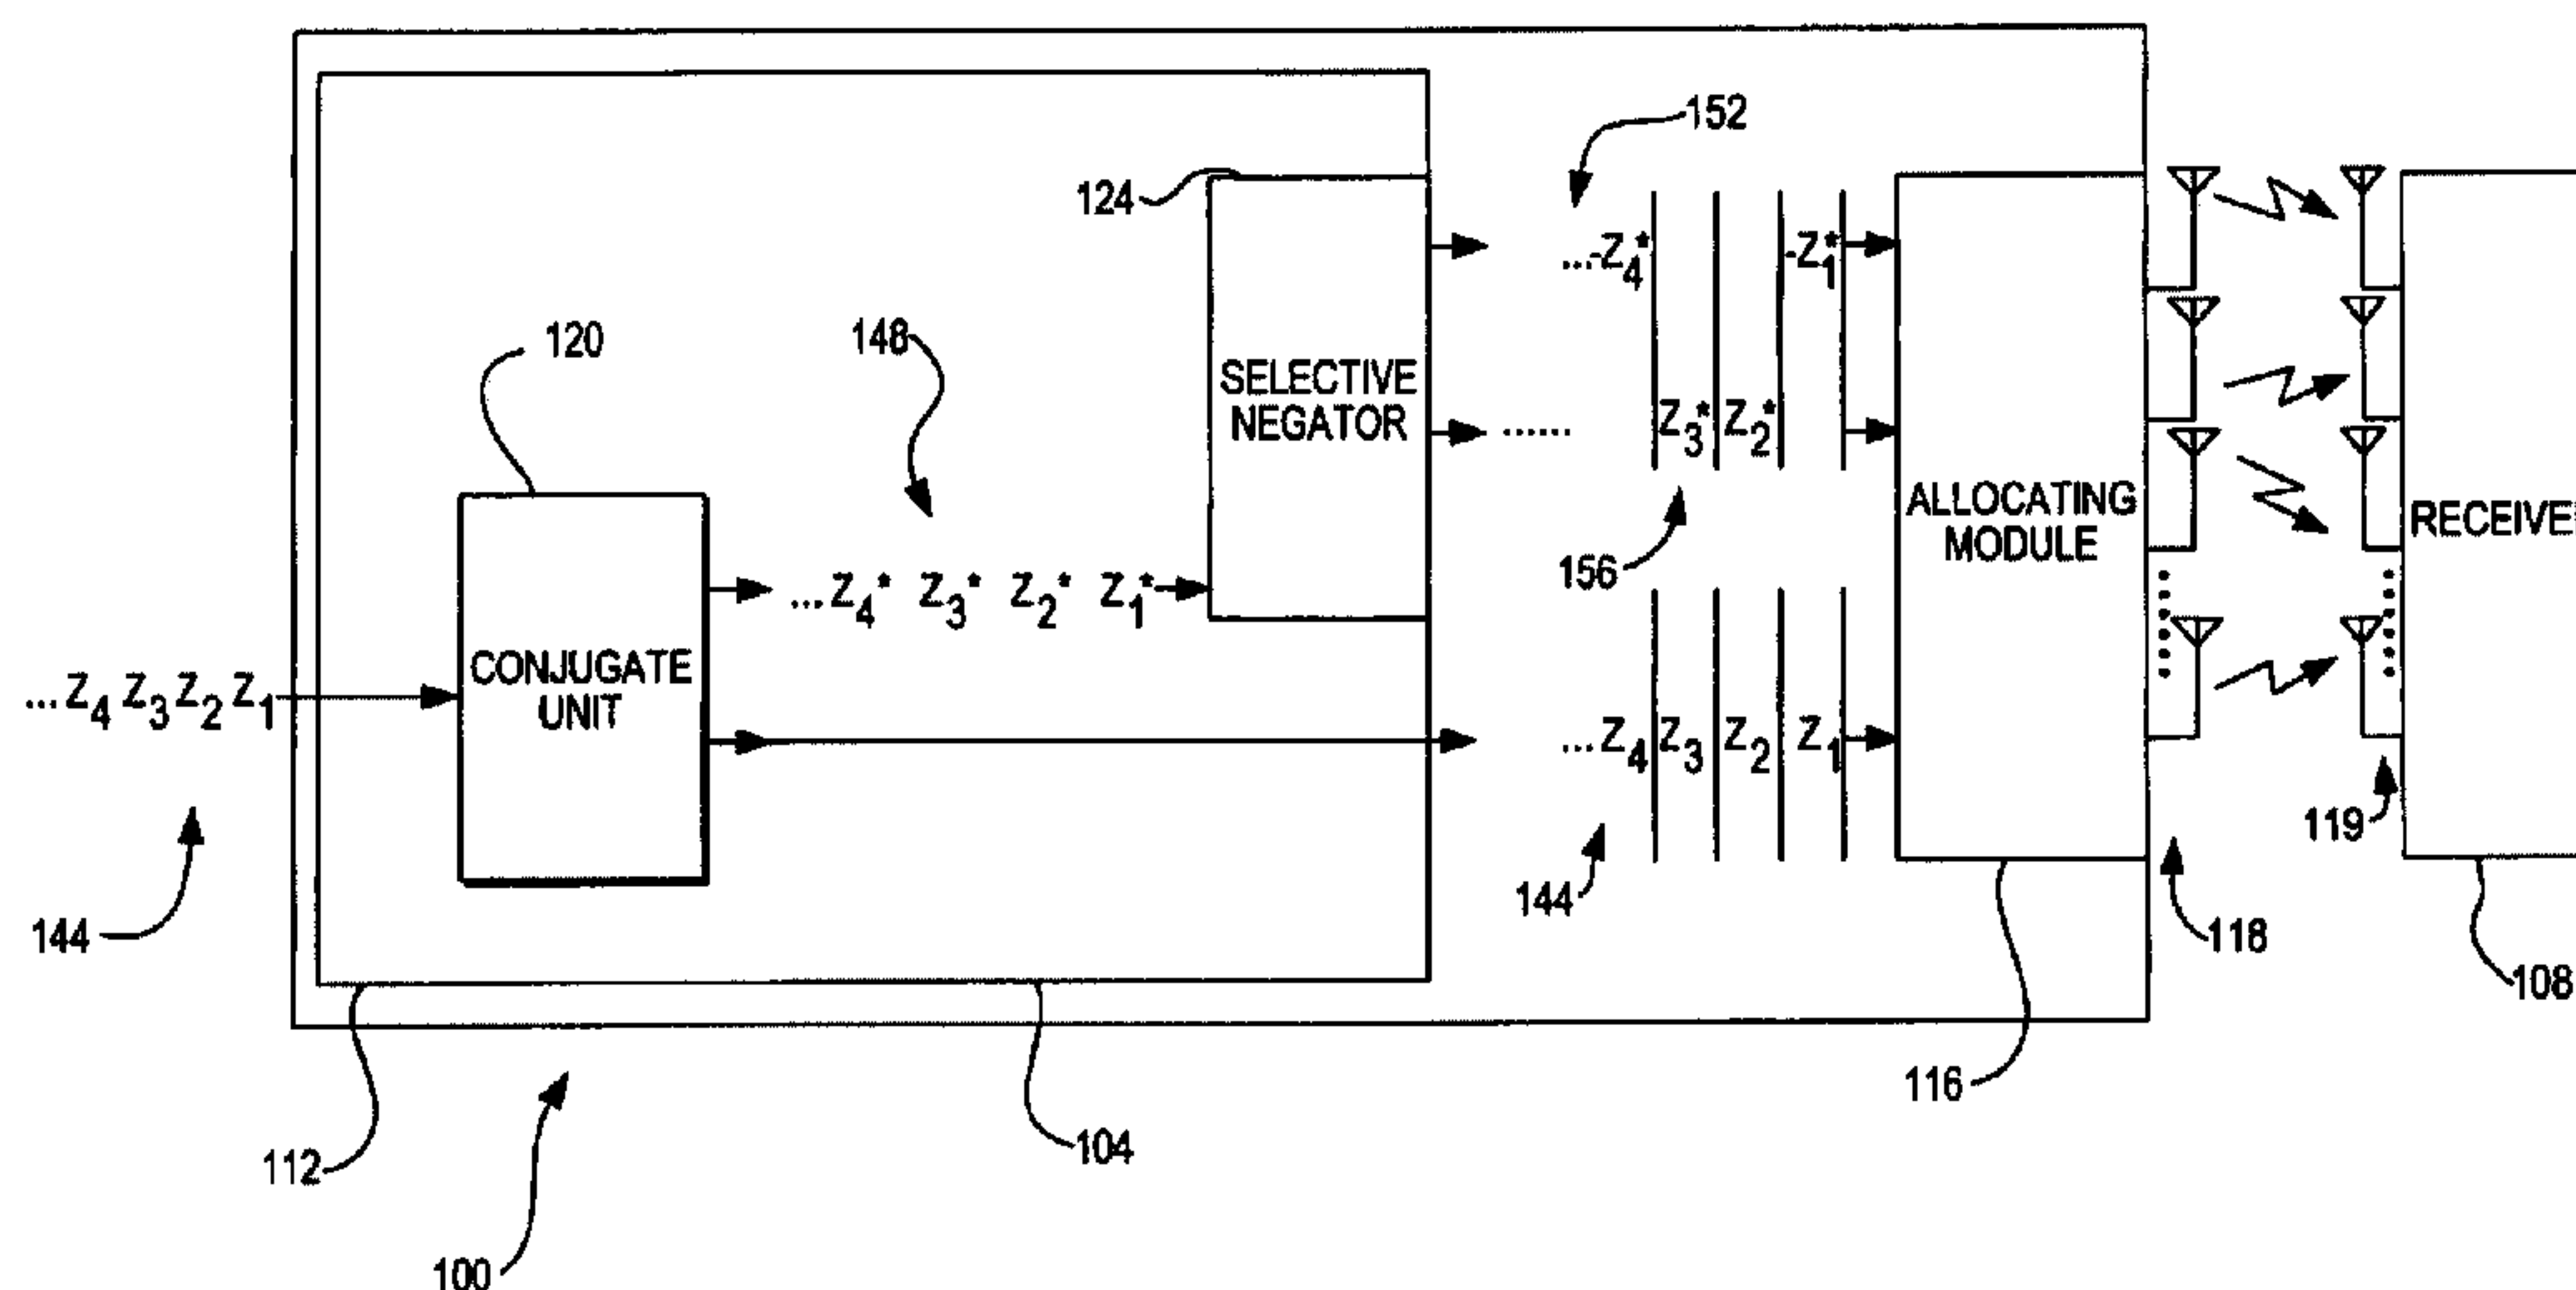 152
124
...-Z₄* -Z₁*
148
120
SELECTIVE
NEGATOR
...... Z₃* Z₂*
ALLOCATING
MODULE
RECEIVE
156
...Z₄* Z₃* Z₂* Z₁*
CONJUGATE
UNIT
...Z₄ Z₃ Z₂ Z₁
...Z₄ Z₃ Z₂ Z₁
119
144
144
118
108
116
112
104
100